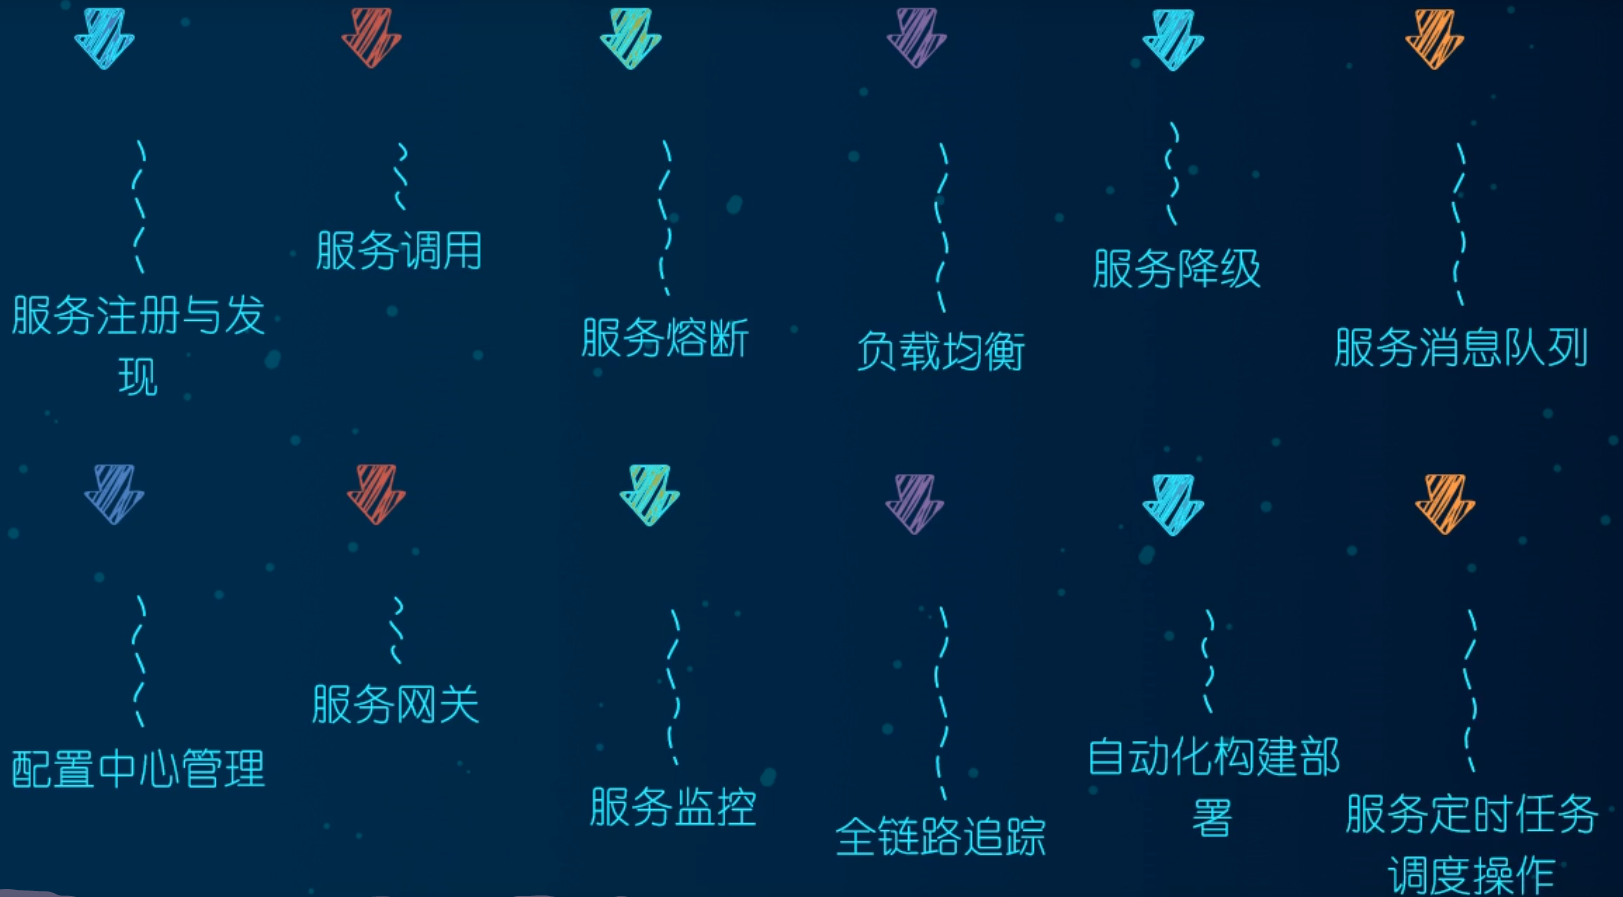 服务注册与发
现
服务调用
服务熔断
负载均衡
服务降级
服务消息队列
配置中心管理
服务网关
服务监控
全链路追踪
自动化构建部
署
服务定时任务
调度操作